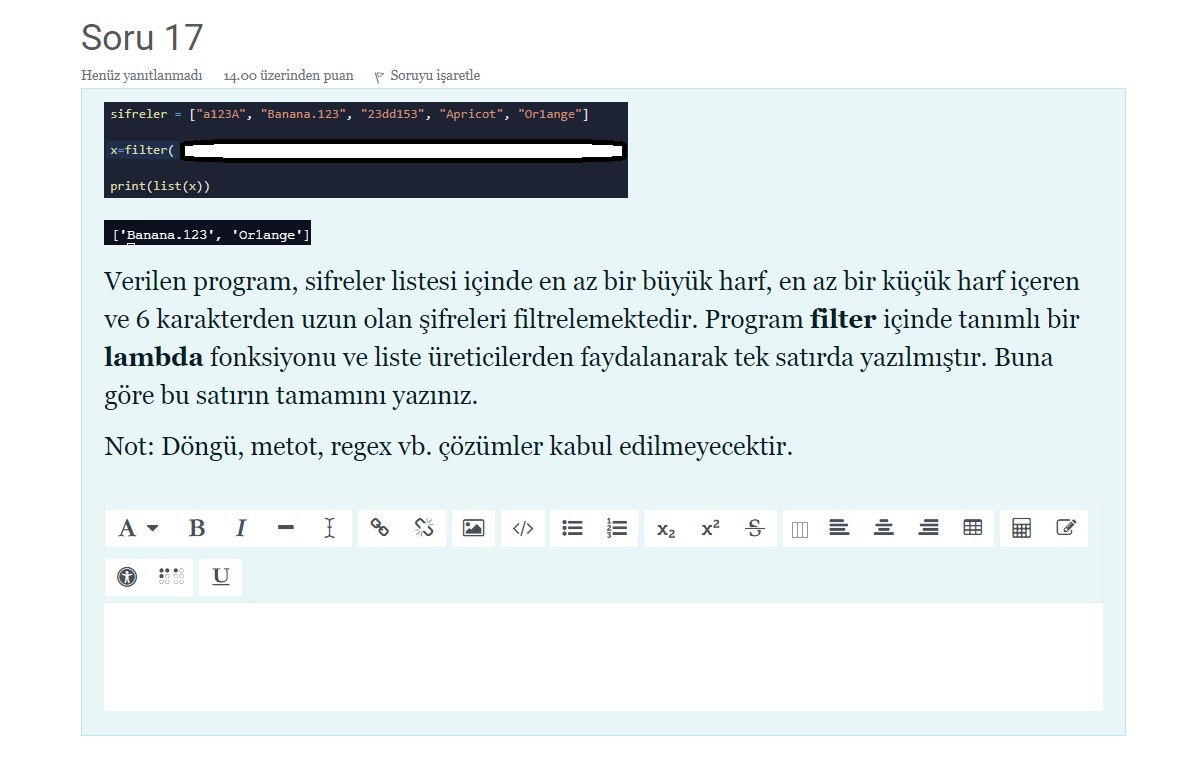 Soru 17
Henüz yanıtlanmadı 14.00 üzerinden puan Soruyu işaretle
sifreler = ["a123A", "Banana.123", "23dd153", "Apricot", "Or1ange"]
x=filter(
print(list(x))
['Banana.123', 'Or1ange']
Verilen program, sifreler listesi içinde en az bir büyük harf, en az bir küçük harf içeren
ve 6 karakterden uzun olan şifreleri filtrelemektedir. Program filter içinde tanımlı bir
lambda fonksiyonu ve liste üreticilerden faydalanarak tek satırda yazılmıştır. Buna
göre bu satırın tamamını yazınız.
Not: Döngü, metot, regex vb. çözümler kabul edilmeyecektir.
A B I x₂ x² S
U